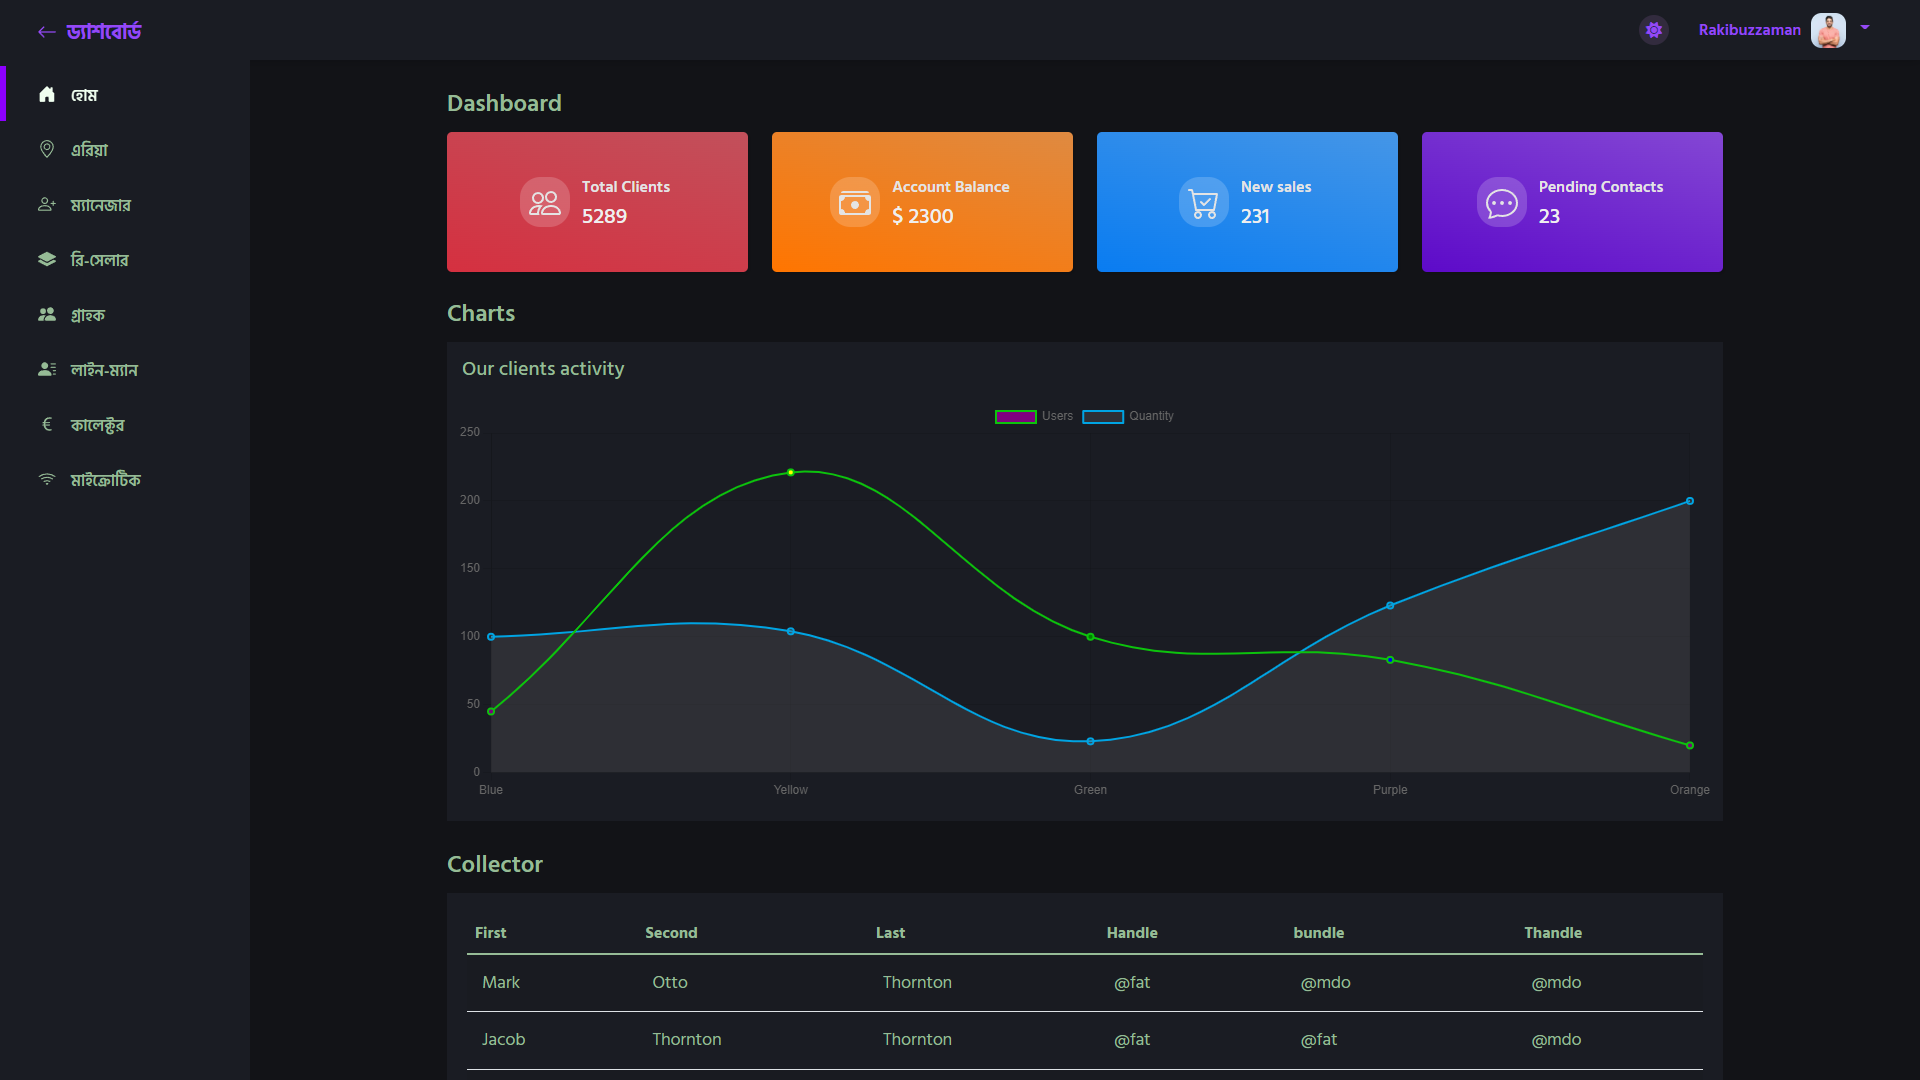 ড্যাশবোর্ড
Rakibuzzaman
হোম
এরিয়া
ম্যানেজার
রি-সেলার
গ্রাহক
লাইন-ম্যান
কালেক্টর
মাইক্রোটিক
Dashboard
Total Clients
5289
Account Balance
$ 2300
New sales
231
Pending Contacts
23
Charts
Our clients activity
Users Quantity
250
200
150
100
50
0
Blue Yellow Green Purple Orange
Collector
First Second Last Handle bundle Thandle
Mark Otto Thornton @fat @mdo @mdo
Jacob Thornton Thornton @fat @fat @mdo